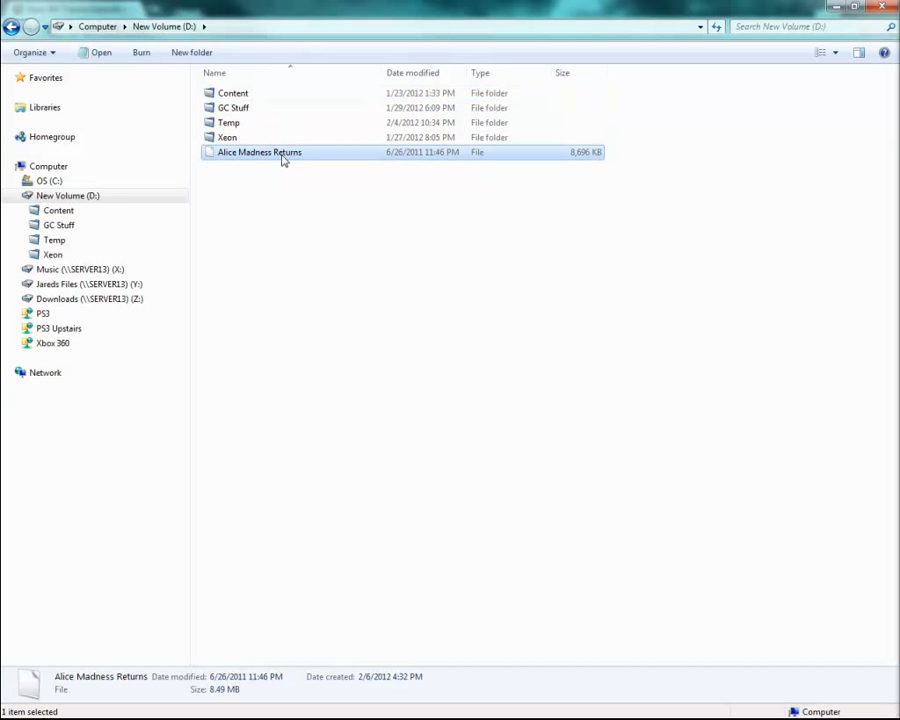 Computer ▸ New Volume (D:) ▸
Search New Volume (D:)
Organize Open Burn New folder
Name Date modified Type Size
Favorites
Libraries
Homegroup
Computer
OS (C:)
New Volume (D:)
Content
GC Stuff
Temp
Xeon
Music (\\SERVER13) (X:)
Jareds Files (\\SERVER13) (Y:)
Downloads (\\SERVER13) (Z:)
PS3
PS3 Upstairs
Xbox 360
Network
Content 1/23/2012 1:33 PM File folder
GC Stuff 1/29/2012 6:09 PM File folder
Temp 2/4/2012 10:34 PM File folder
Xeon 1/27/2012 8:05 PM File folder
Alice Madness Returns 6/26/2011 11:46 PM File 8,696 KB
Alice Madness Returns Date modified: 6/26/2011 11:46 PM Date created: 2/6/2012 4:32 PM
File Size: 8.49 MB
1 item selected Computer